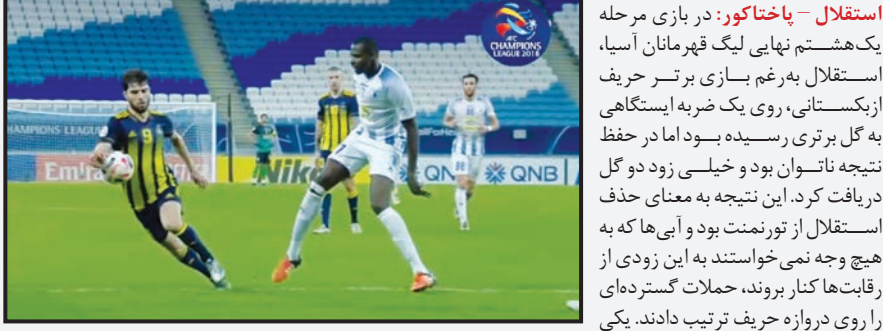 استقلال – پاختاکور: در بازی مرحله
یک‌هشتم نهایی لیگ قهرمانان آسیا،
استقلال به‌رغم بازی برتر حریف
ازبکستانی، روی یک ضربه ایستگاهی
به گل برتری رسیده بود اما در حفظ
نتیجه ناتوان بود و خیلی زود دو گل
دریافت کرد. این نتیجه به معنای حذف
استقلال از تورنمنت بود و آبی‌ها که به
هیچ وجه نمی‌خواستند به این زودی از
رقابت‌ها کنار بروند، حملات گسترده‌ای
را روی دروازه حریف ترتیب دادند. یکی
AFC
CHAMPIONS
LEAGUE 2018
CHAMPIONS LEAGUE
9
Emira
Nik
QNB
QNB